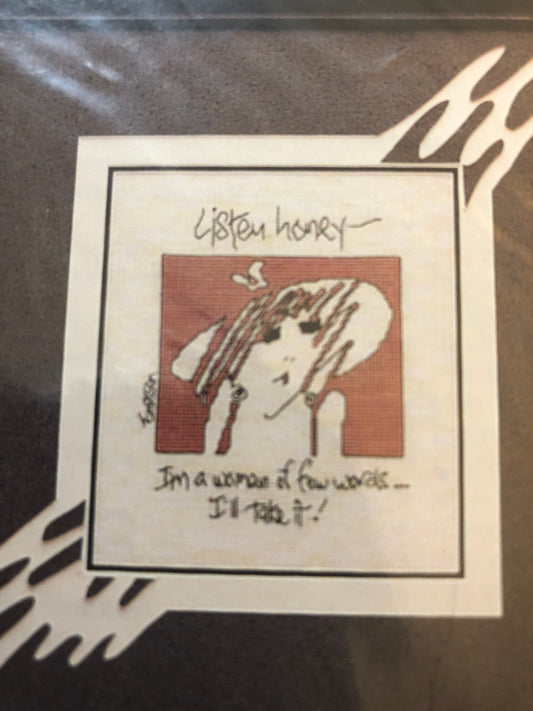 Listen honey—
I'm a woman of few words...
I'll take it!